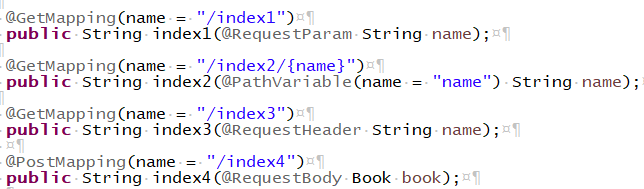 @GetMapping(name = "/index1")
public String index1(@RequestParam String name);
@GetMapping(name = "/index2/{name}")
public String index2(@PathVariable(name = "name") String name);
@GetMapping(name = "/index3")
public String index3(@RequestHeader String name);
@PostMapping(name = "/index4")
public String index4(@RequestBody Book book);